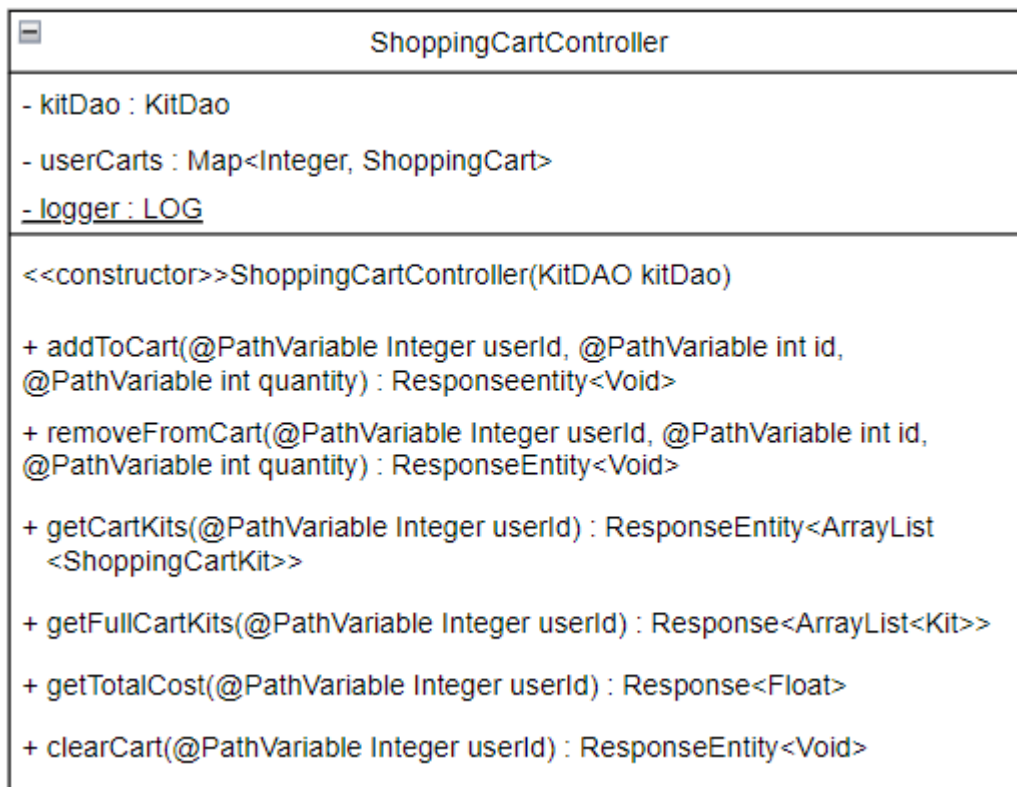 ShoppingCartController
- kitDao : KitDao
- userCarts : Map<Integer, ShoppingCart>
- logger : LOG
<<constructor>>ShoppingCartController(KitDAO kitDao)
+ addToCart(@PathVariable Integer userId, @PathVariable int id,
@PathVariable int quantity) : Responseentity<Void>
+ removeFromCart(@PathVariable Integer userId, @PathVariable int id,
@PathVariable int quantity) : ResponseEntity<Void>
+ getCartKits(@PathVariable Integer userId) : ResponseEntity<ArrayList
<ShoppingCartKit>>
+ getFullCartKits(@PathVariable Integer userId) : Response<ArrayList<Kit>>
+ getTotalCost(@PathVariable Integer userId) : Response<Float>
+ clearCart(@PathVariable Integer userId) : ResponseEntity<Void>